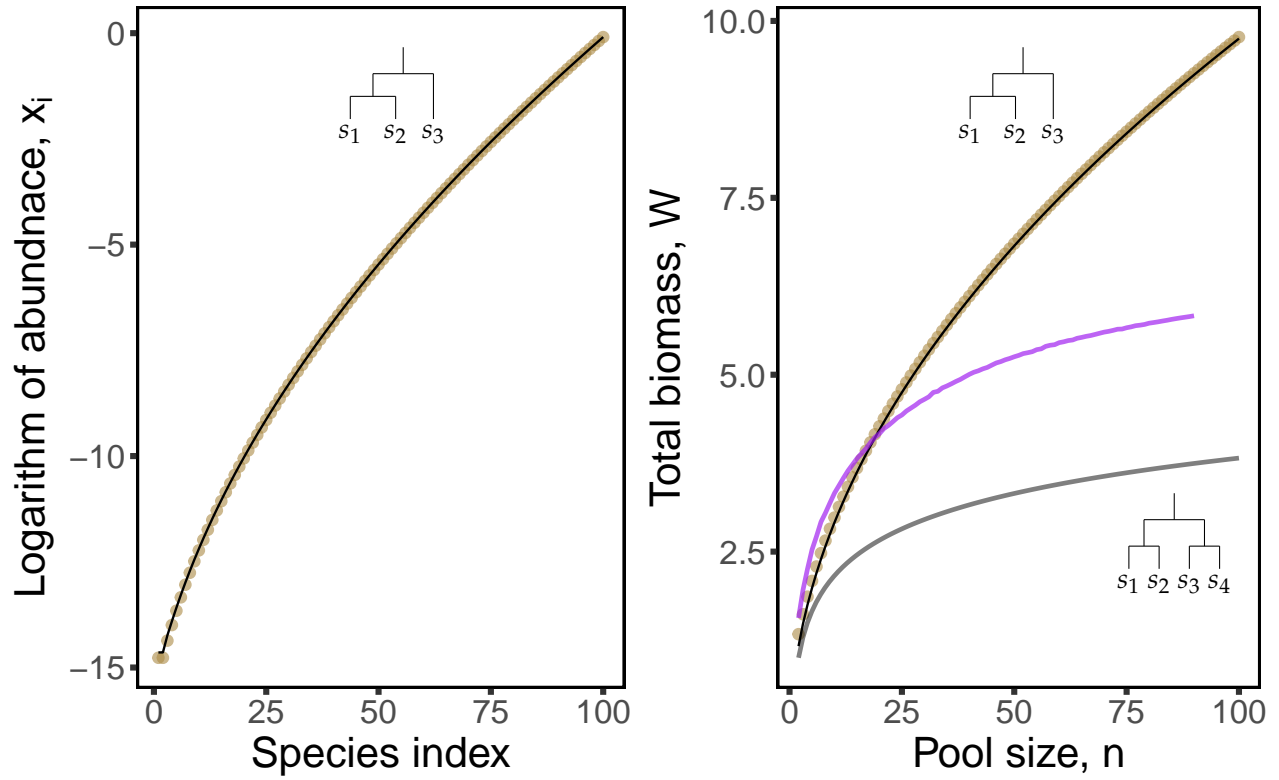 Logarithm of abundnace, xi
0
−5
−10
−15
s1 s2 s3
0 25 50 75 100
Species index
Total biomass, W
10.0
7.5
5.0
2.5
s1 s2 s3
s1 s2 s3 s4
0 25 50 75 100
Pool size, n